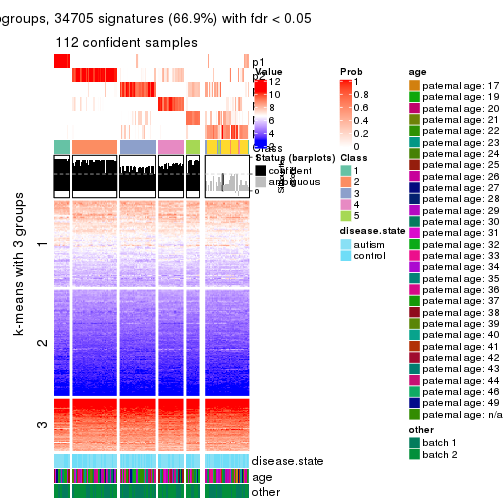 ogroups, 34705 signatures (66.9%) with fdr < 0.05
112 confident samples
p1
Value
12
10
8
6
4
Class
Status (barplots)
confident
ambiguous
0
Prob
1
0.8
0.6
0.4
0.2
0
Class
1
2
3
4
5
disease.state
autism
control
age
paternal age: 17
paternal age: 19
paternal age: 20
paternal age: 21
paternal age: 22
paternal age: 23
paternal age: 24
paternal age: 25
paternal age: 26
paternal age: 27
paternal age: 28
paternal age: 29
paternal age: 30
paternal age: 31
paternal age: 32
paternal age: 33
paternal age: 34
paternal age: 35
paternal age: 36
paternal age: 37
paternal age: 38
paternal age: 39
paternal age: 40
paternal age: 41
paternal age: 42
paternal age: 43
paternal age: 44
paternal age: 46
paternal age: 49
paternal age: n/a
other
batch 1
batch 2
k-means with 3 groups
1
2
3
disease.state
age
other